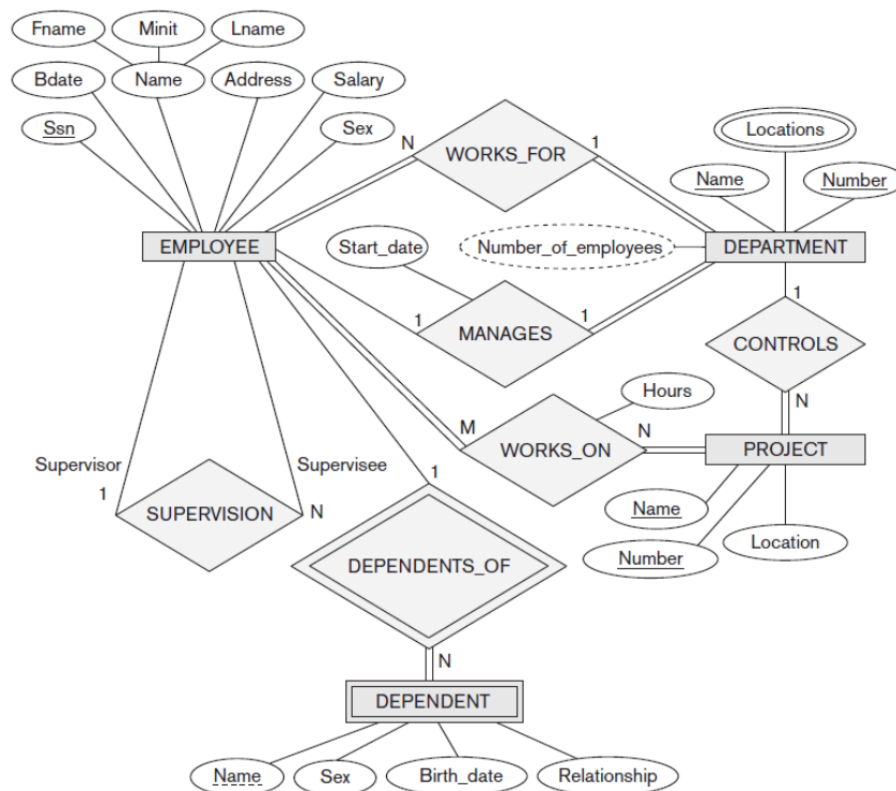 Fname Minit Lname
Bdate Name Address Salary
Ssn Sex
N WORKS_FOR 1
Locations
Name Number
EMPLOYEE Start_date Number_of_employees DEPARTMENT
1 MANAGES 1
1
CONTROLS
N
Hours
M WORKS_ON N PROJECT
Supervisor Supervisee 1
1 SUPERVISION N
Name
Number Location
DEPENDENTS_OF
N
DEPENDENT
Name Sex Birth_date Relationship